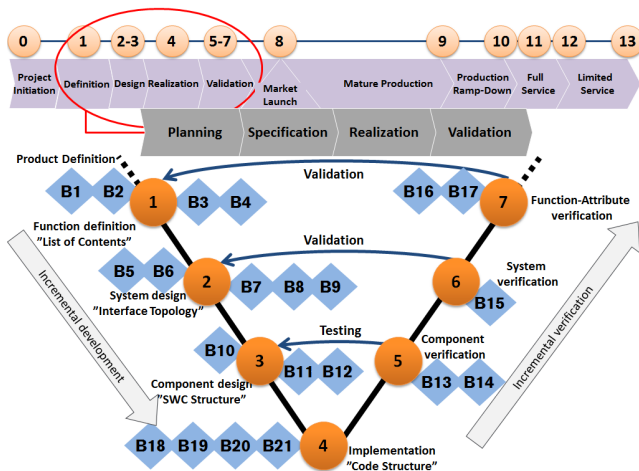 0 1 2-3 4 5-7 8 9 10 11 12 13
Project Initiation
Definition
Design
Realization
Validation
Market Launch
Mature Production
Production Ramp-Down
Full Service
Limited Service
Planning Specification Realization Validation
Product Definition
Validation
B1 B2 1 B3 B4
B16 B17 7
Function definition
"List of Contents"
Function-Attribute
verification
Validation
B5 B6 2 B7 B8 B9
6 B15
System design
"Interface Topology"
System
verification
Incremental development
Incremental verification
Testing
B10 3 B11 B12
5 B13 B14
Component
verification
Component design
"SWC Structure"
B18 B19 B20 B21 4
Implementation
"Code Structure"